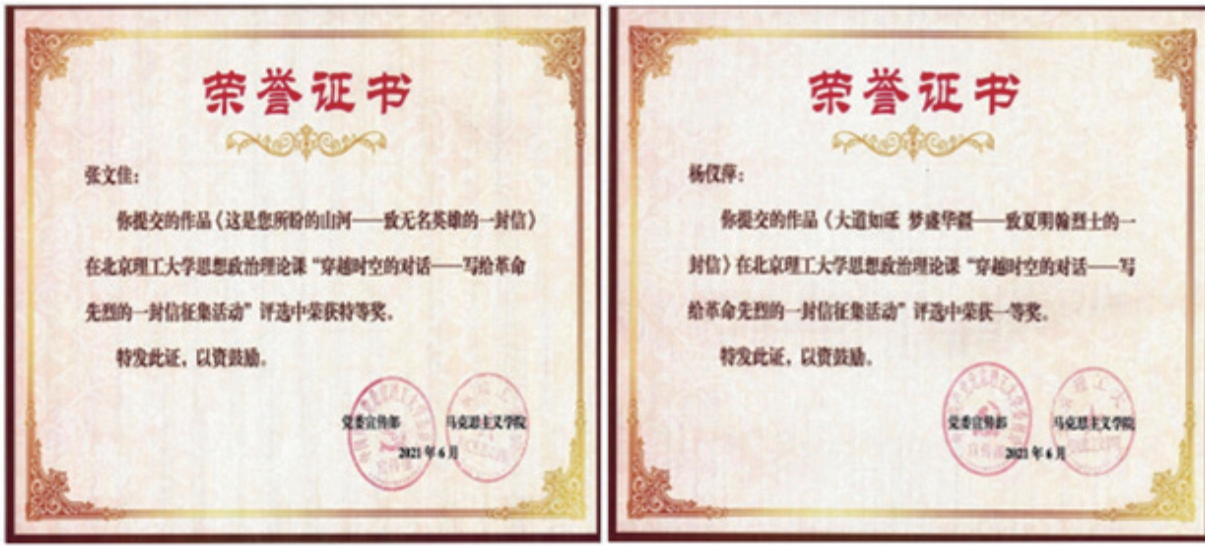 荣誉证书
张文佳：
你提交的作品《这是您所盼的山河——致无名英雄的一封信》
在北京理工大学思想政治理论课“穿越时空的对话——写给革命
先烈的一封信征集活动”评选中荣获特等奖。
特发此证，以资鼓励。
党委宣传部 马克思主义学院
2021年6月
荣誉证书
杨仪萍：
你提交的作品《大道如砥 梦盛华疆——致夏明翰烈士的一
封信》在北京理工大学思想政治理论课“穿越时空的对话——写
给革命先烈的一封信征集活动”评选中荣获一等奖。
特发此证，以资鼓励。
党委宣传部 马克思主义学院
2021年6月